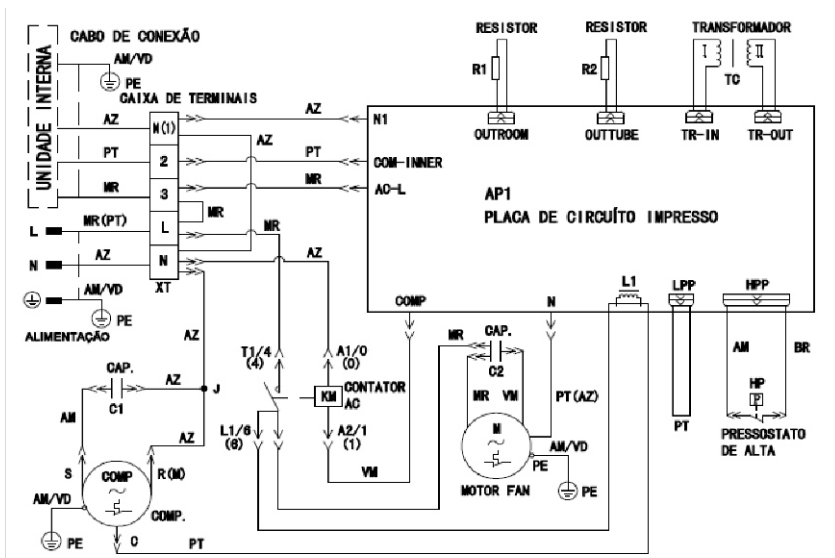 CABO DE CONEXÃO
UNIDADE INTERNA
AM/VD
PE
CAIXA DE TERMINAIS
AZ
N(1)
AZ
N1
AZ
PT
2
PT
COM-INNER
MR
3
MR
AC-L
MR
L
MR(PT)
L
MR
N
AZ
N
AZ
XT
AM/VD
PE
ALIMENTAÇÃO
RESISTOR
R1
OUTROOM
RESISTOR
R2
OUTTUBE
TRANSFORMADOR
I
II
TC
TR-IN
TR-OUT
AP1
PLACA DE CIRCUÍTO IMPRESSO
COMP
N
L1
LPP
HPP
AZ
T1/4
(4)
A1/0
(0)
KM
CONTATOR
AC
L1/6
(6)
A2/1
(1)
VM
MR
CAP.
C2
MR
VM
PT(AZ)
M
AM/VD
PE
PE
MOTOR FAN
PT
AM
BR
HP
P
PRESSOSTATO
DE ALTA
CAP.
C1
AZ
J
AM
AZ
S
R(M)
COMP
COMP.
AM/VD
PE
C
PT